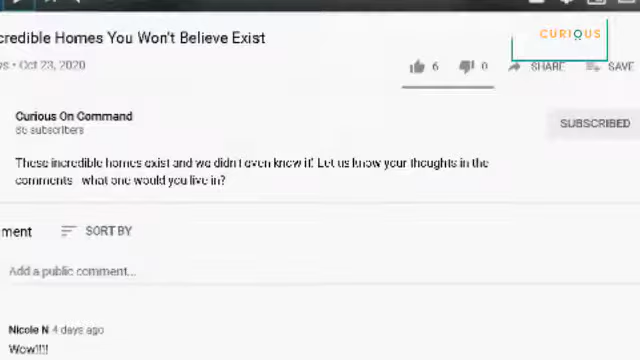 credible Homes You Won't Believe Exist
CURIOUS
ws • Oct 23, 2020
6
0
SHARE
SAVE
Curious On Command
subscribers
SUBSCRIBED
These incredible homes exist and we didn't even know it! Let us know your thoughts in the
comments - what one would you live in?
ment
SORT BY
Add a public comment...
Nicole N 4 days ago
Wow!!!!